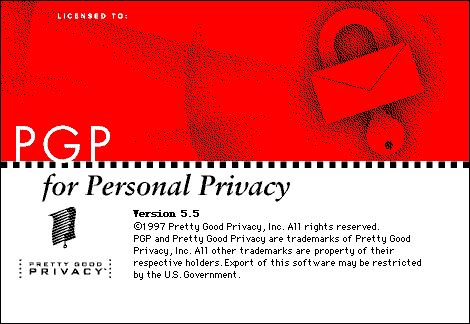 LICENSED TO:
PGP
for Personal Privacy
Version 5.5
©1997 Pretty Good Privacy, Inc. All rights reserved.
PGP and Pretty Good Privacy are trademarks of Pretty Good
Privacy, Inc. All other trademarks are property of their
respective holders. Export of this software may be restricted
by the U.S. Government.
PRETTY GOOD
PRIVACY™